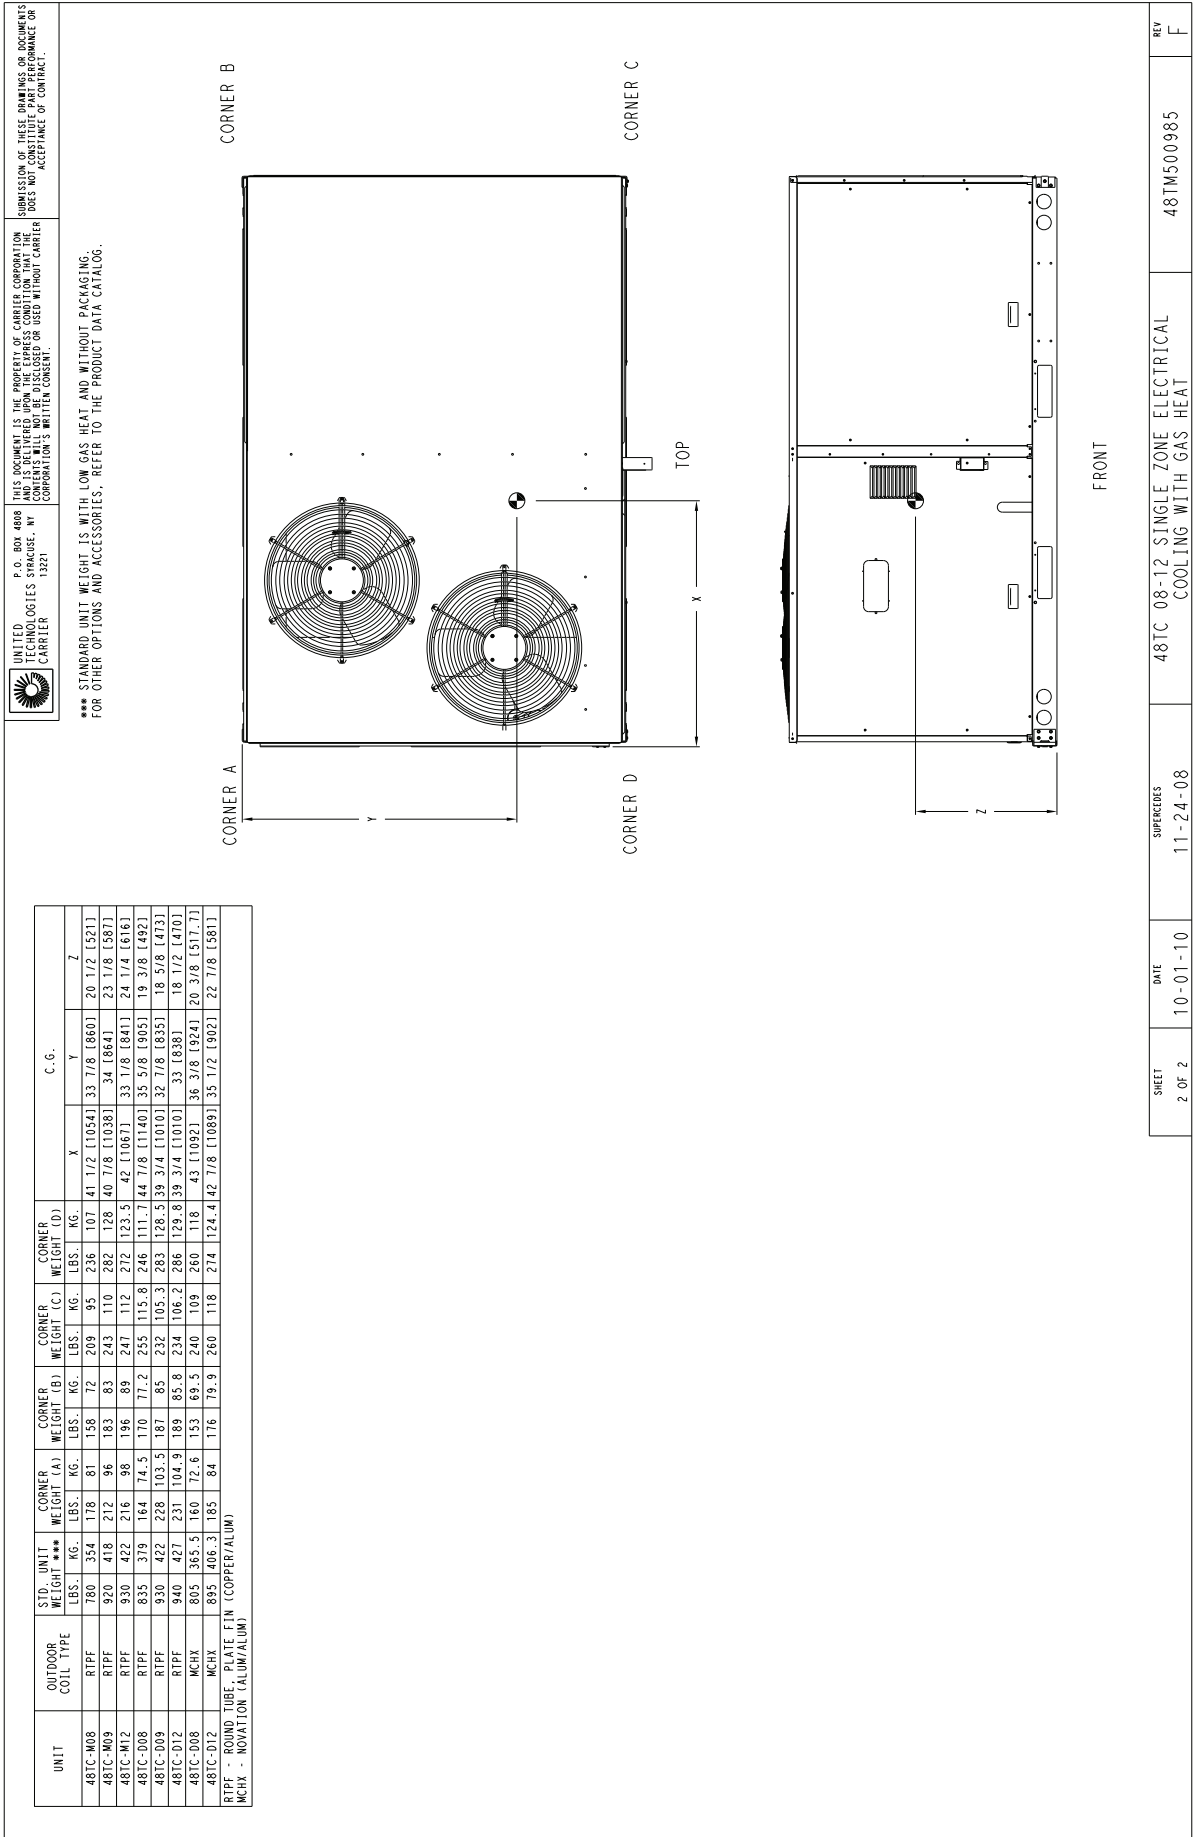 UNIT
OUTDOOR
COIL TYPE
STD. UNIT
WEIGHT ***
CORNER
WEIGHT (A)
CORNER
WEIGHT (B)
CORNER
WEIGHT (C)
CORNER
WEIGHT (D)
C.G.
LBS. KG. LBS. KG. LBS. KG. LBS. KG. LBS. KG. X Y Z
48TC-M08 RTPF 780 354 178 81 158 72 209 95 236 107 41 1/2 [1054] 33 7/8 [860] 20 1/2 [521]
48TC-M09 RTPF 920 418 212 96 183 83 243 110 282 128 40 7/8 [1038] 34 [864] 23 1/8 [587]
48TC-M12 RTPF 930 422 216 98 196 89 247 112 272 123.5 42 [1067] 33 1/8 [841] 24 1/4 [616]
48TC-D08 RTPF 835 379 164 74.5 170 77.2 255 115.8 246 111.7 44 7/8 [1140] 35 5/8 [905] 19 3/8 [492]
48TC-D09 RTPF 930 422 228 103.5 187 85 232 105.3 283 128.5 39 3/4 [1010] 32 7/8 [835] 18 5/8 [473]
48TC-D12 RTPF 940 427 231 104.9 189 85.8 234 106.2 286 129.8 39 3/4 [1010] 33 [838] 18 1/2 [470]
48TC-D08 MCHX 805 365.5 160 72.6 153 69.5 240 109 260 118 43 [1092] 36 3/8 [924] 20 3/8 [517.7]
48TC-D12 MCHX 895 406.3 185 84 176 79.9 260 118 274 124.4 42 7/8 [1089] 35 1/2 [902] 22 7/8 [581]
RTPF - ROUND TUBE, PLATE FIN (COPPER/ALUM)
MCHX - NOVATION (ALUM/ALUM)
UNITED
TECHNOLOGIES
CARRIER
P.O. BOX 4808
SYRACUSE, NY
13221
THIS DOCUMENT IS THE PROPERTY OF CARRIER CORPORATION
AND IS DELIVERED UPON THE EXPRESS CONDITION THAT THE
CONTENTS WILL NOT BE DISCLOSED OR USED WITHOUT CARRIER
CORPORATION'S WRITTEN CONSENT.
SUBMISSION OF THESE DRAWINGS OR DOCUMENTS
DOES NOT CONSTITUTE PART PERFORMANCE OR
ACCEPTANCE OF CONTRACT.
*** STANDARD UNIT WEIGHT IS WITH LOW GAS HEAT AND WITHOUT PACKAGING.
FOR OTHER OPTIONS AND ACCESSORIES, REFER TO THE PRODUCT DATA CATALOG.
CORNER A
CORNER B
Y
CORNER D
CORNER C
X
TOP
Z
FRONT
SHEET
2 OF 2
DATE
10-01-10
SUPERCEDES
11-24-08
48TC 08-12 SINGLE ZONE ELECTRICAL
COOLING WITH GAS HEAT
48TM500985
REV
F